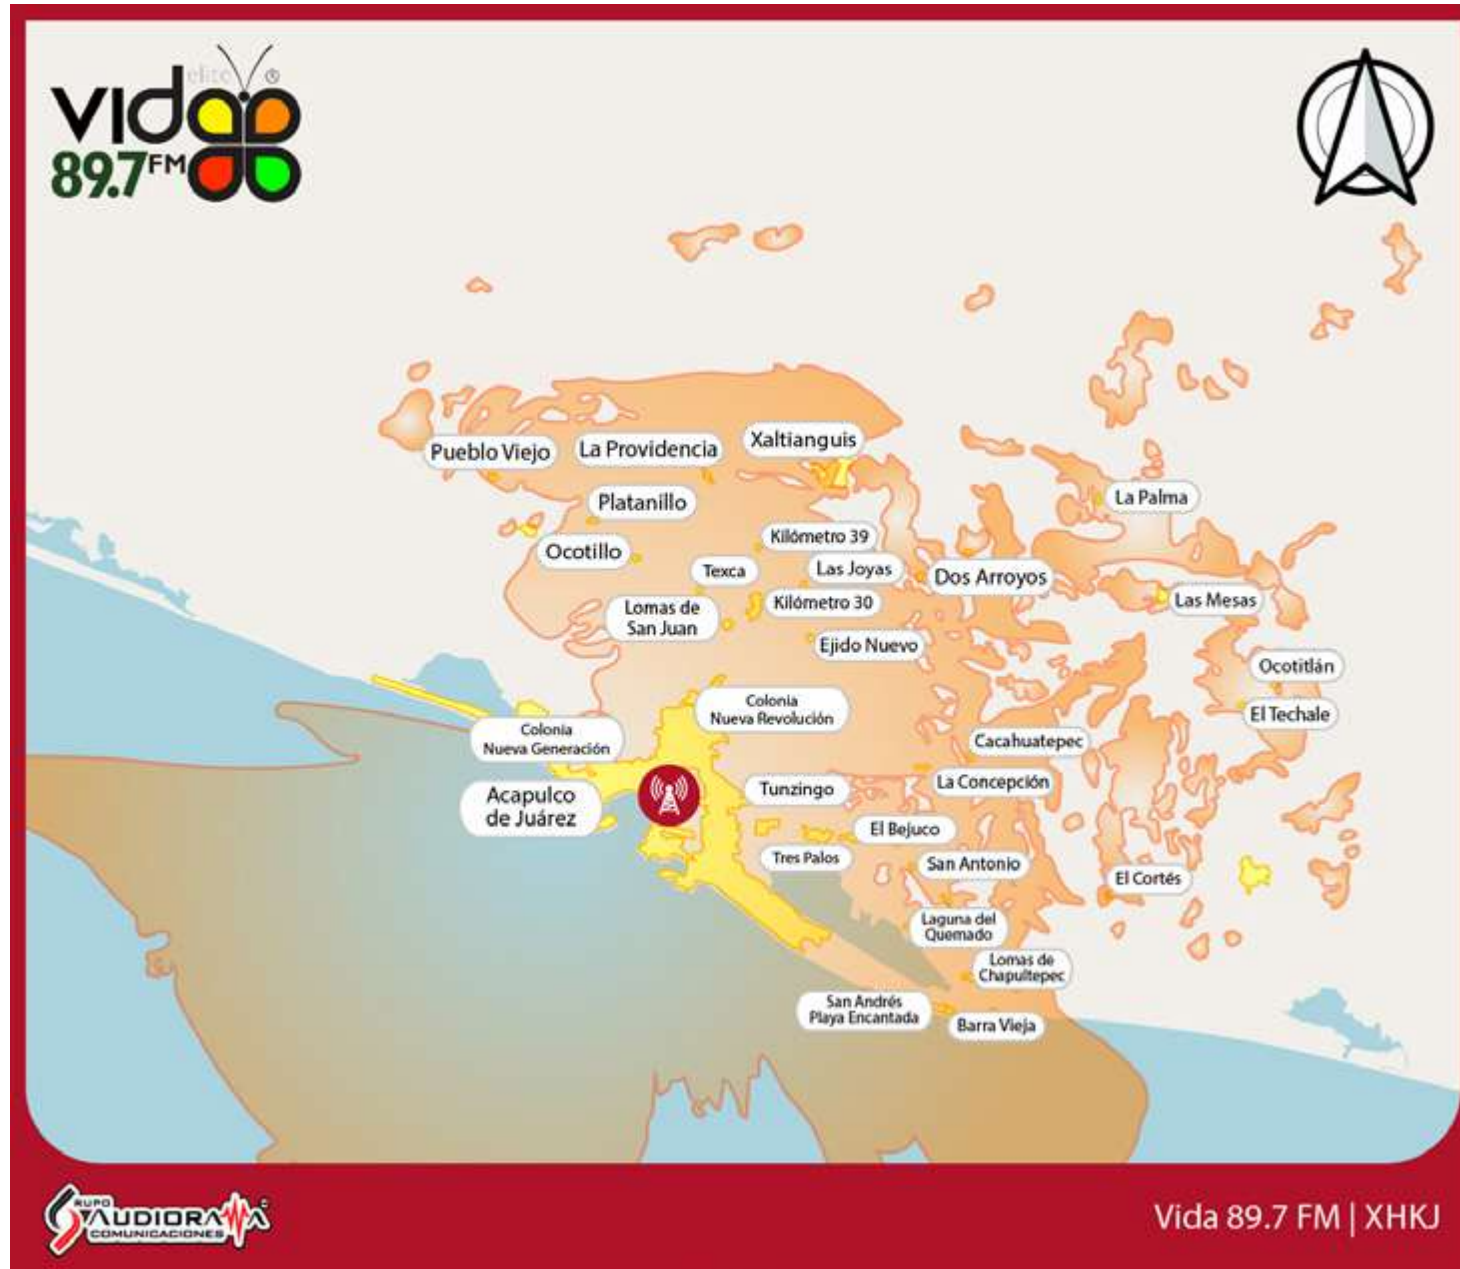 elite
vida
89.7 FM
Xaltianguis
Pueblo Viejo
La Providencia
La Palma
Platanillo
Kilómetro 39
Ocotillo
Texca
Las Joyas
Dos Arroyos
Las Mesas
Lomas de
San Juan
Kilómetro 30
Ejido Nuevo
Ocotitlán
Colonia
Nueva Revolución
El Techale
Colonia
Nueva Generación
Cacahuatepec
La Concepción
Tunzingo
Acapulco
de Juárez
El Bejuco
Tres Palos
San Antonio
El Cortés
Laguna del
Quemado
Lomas de
Chapultepec
San Andrés
Playa Encantada
Barra Vieja
GRUPO
AUDIORAMA
COMUNICACIONES
Vida 89.7 FM | XHKJ